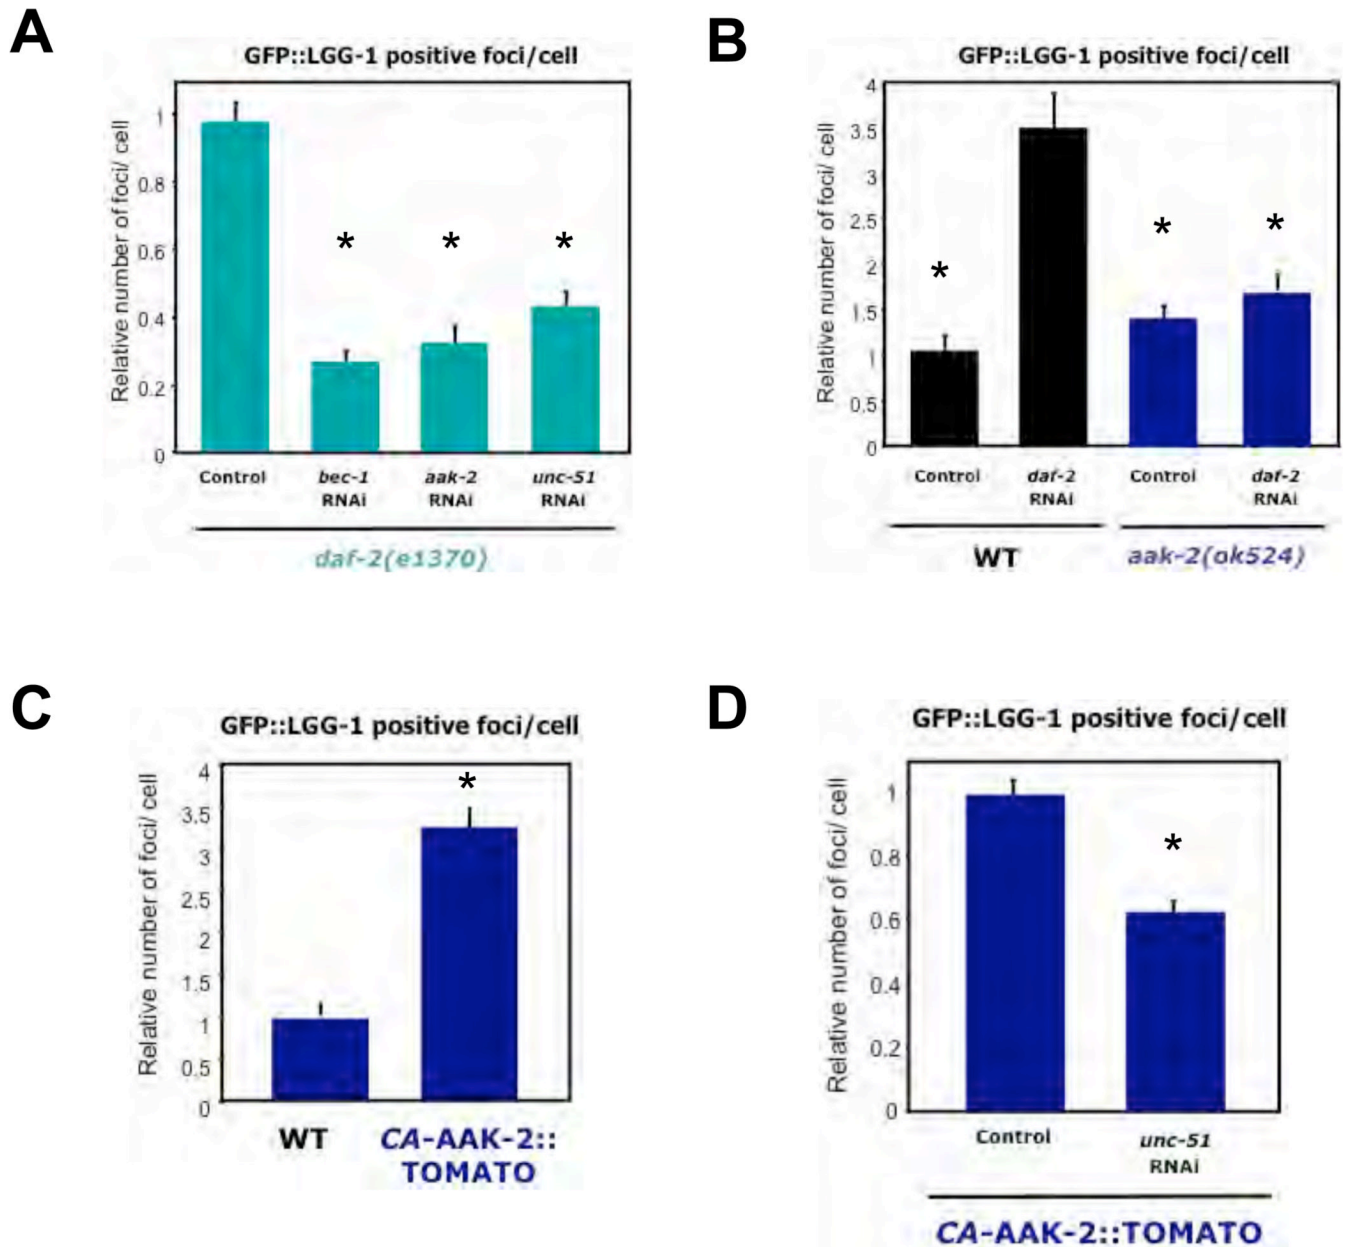 A
GFP::LGG-1 positive foci/cell
Relative number of foci/ cell
1
0.8
0.6
0.4
0.2
0
*
*
*
Control
bec-1
RNAi
aak-2
RNAi
unc-51
RNAi
daf-2(e1370)
B
GFP::LGG-1 positive foci/cell
Relative number of foci/ cell
4
3.5
3
2.5
2
1.5
1
0.5
0
*
*
*
Control
daf-2
RNAi
Control
daf-2
RNAi
WT
aak-2(ok524)
C
GFP::LGG-1 positive foci/cell
Relative number of foci/ cell
4
3.5
3
2.5
2
1.5
1
0.5
0
*
WT
CA-AAK-2::
TOMATO
D
GFP::LGG-1 positive foci/cell
Relative number of foci/ cell
1
0.8
0.6
0.4
0.2
0
*
Control
unc-51
RNAi
CA-AAK-2::TOMATO